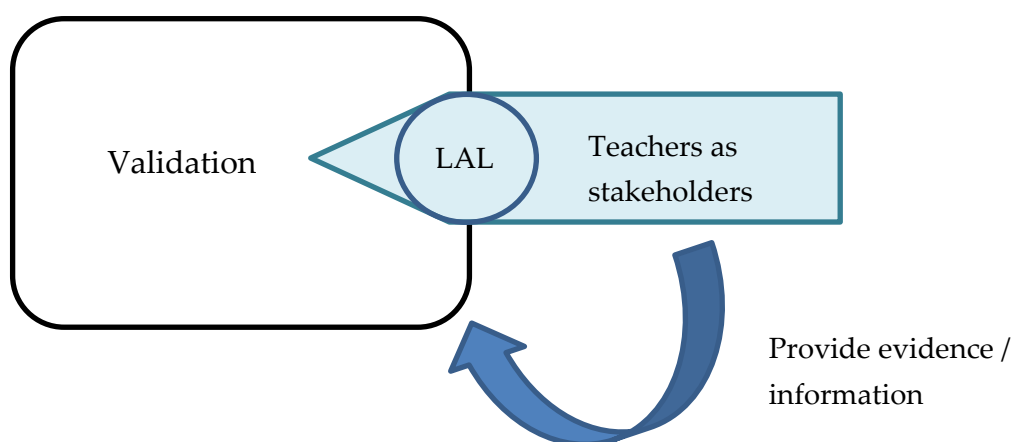 Validation
LAL
Teachers as
stakeholders
Provide evidence /
information